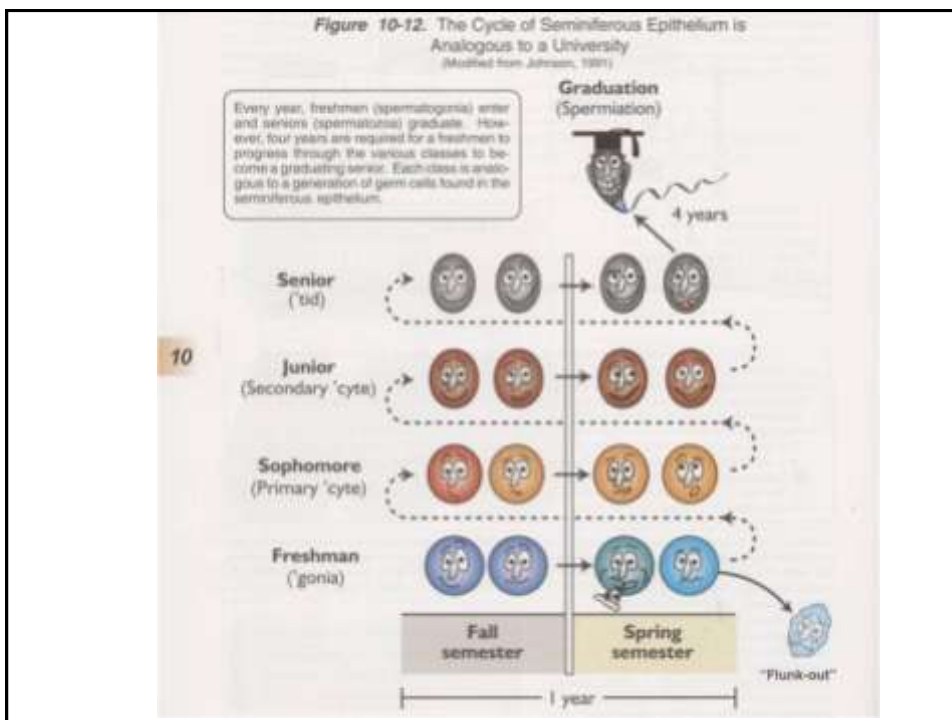 Figure 10-12. The Cycle of Seminiferous Epithelium is
Analogous to a University
(Modified from Johnson, 1991)
Graduation
(Spermiation)
Every year, freshmen (spermatogonia) enter
and seniors (spermatozoa) graduate. How-
ever, four years are required for a freshmen to
progress through the various classes to be-
come a graduating senior. Each class is analo-
gous to a generation of germ cells found in the
seminiferous epithelium.
4 years
Senior
('tid)
10
Junior
(Secondary 'cyte)
Sophomore
(Primary 'cyte)
Freshman
('gonia)
Fall
semester
Spring
semester
"Flunk-out"
1 year